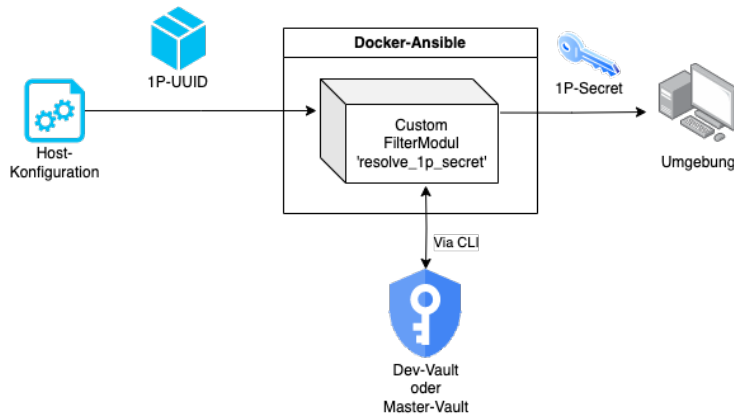 Docker-Ansible
1P-UUID
1P-Secret
Custom
FilterModul
'resolve_1p_secret'
Host-
Konfiguration
Umgebung
Via CLI
Dev-Vault
oder
Master-Vault